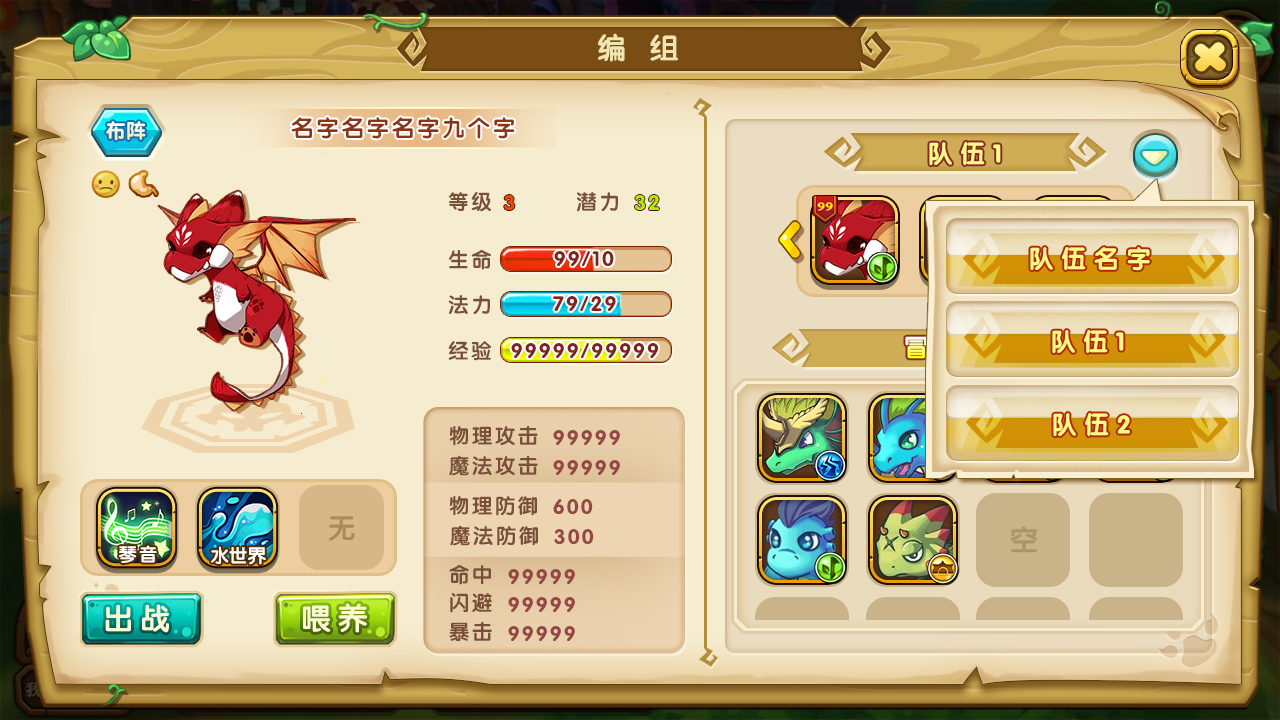 编组
布阵
名字名字名字九个字
等级 3 潜力 32
生命 99/10
法力 79/29
经验 99999/99999
物理攻击 99999
魔法攻击 99999
物理防御 600
魔法防御 300
命中 99999
闪避 99999
暴击 99999
琴音
水世界
无
出战
喂养
队伍1
99
队伍名字
队伍1
队伍2
空
我